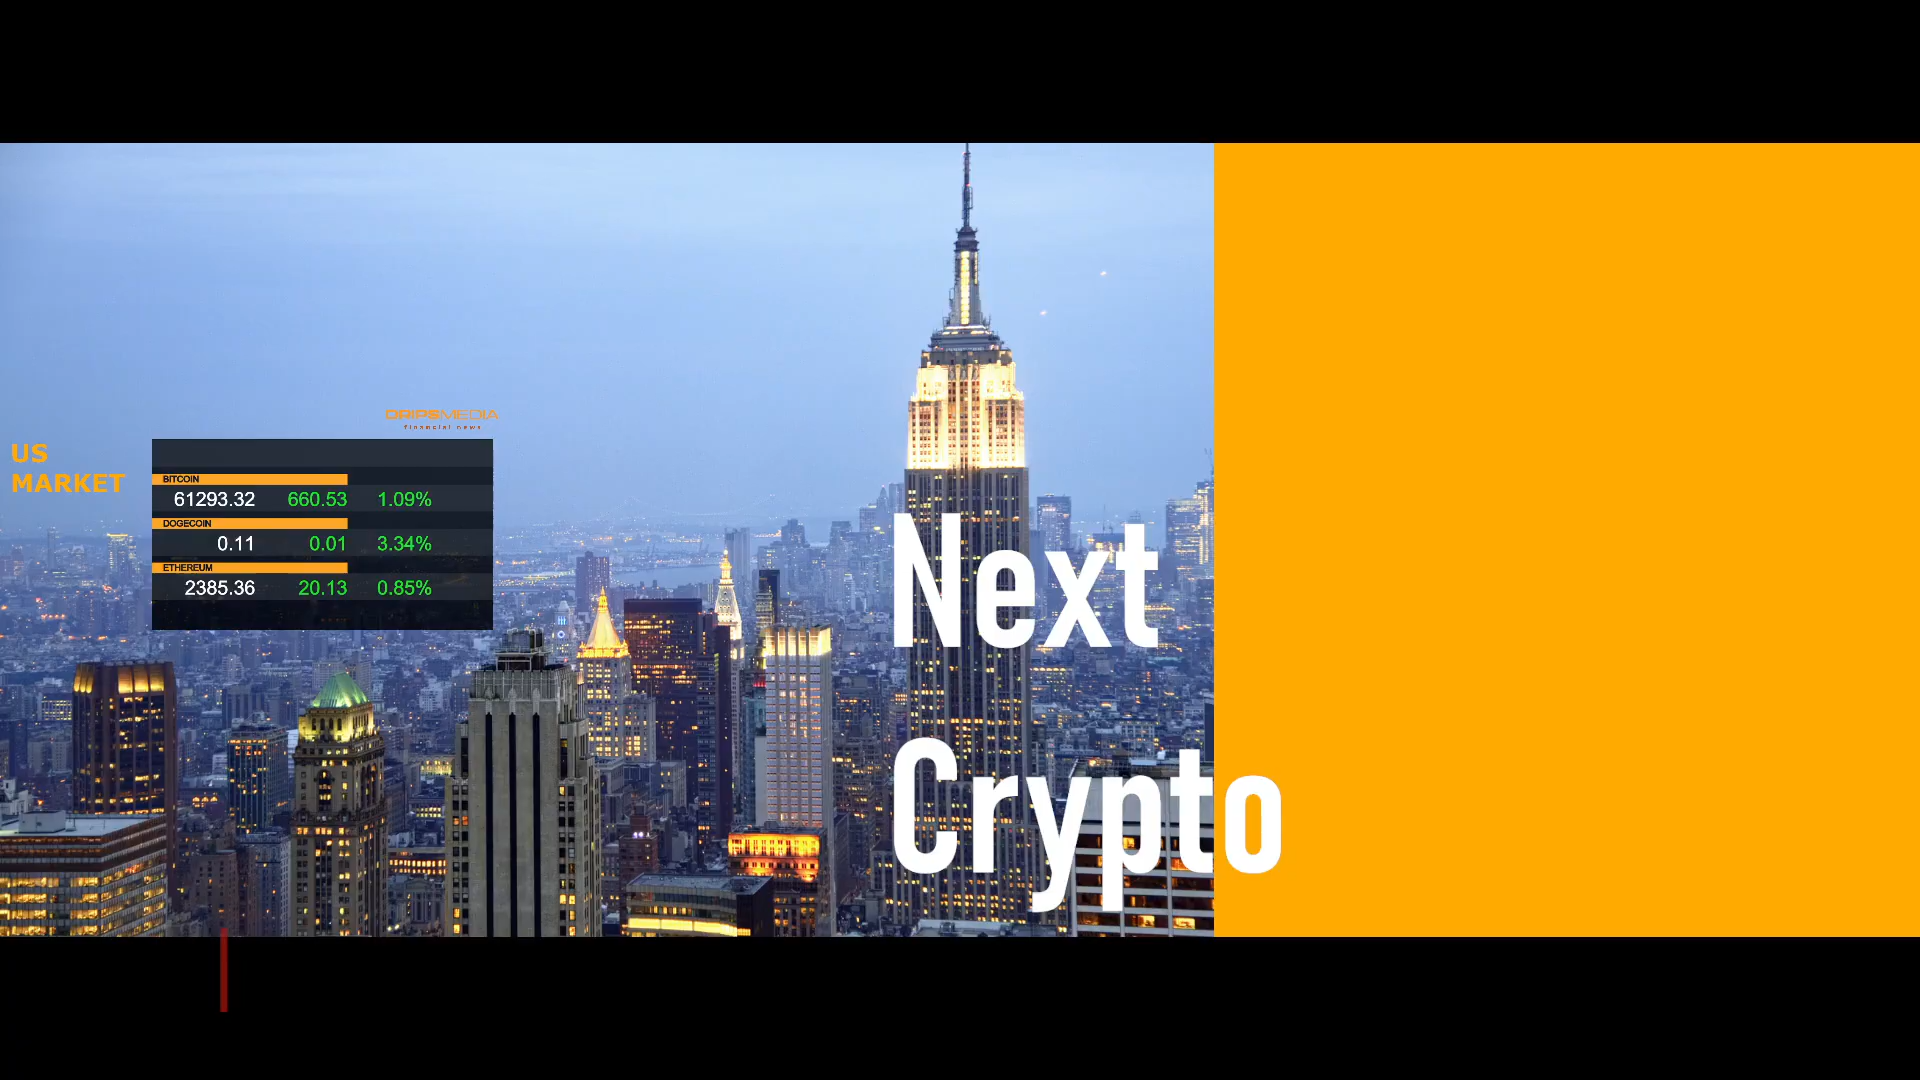 DRIPSMEDIA
financial news
US
MARKET
BITCOIN
61293.32 660.53 1.09%
DOGECOIN
0.11 0.01 3.34%
ETHEREUM
2385.36 20.13 0.85%
Next
Crypto